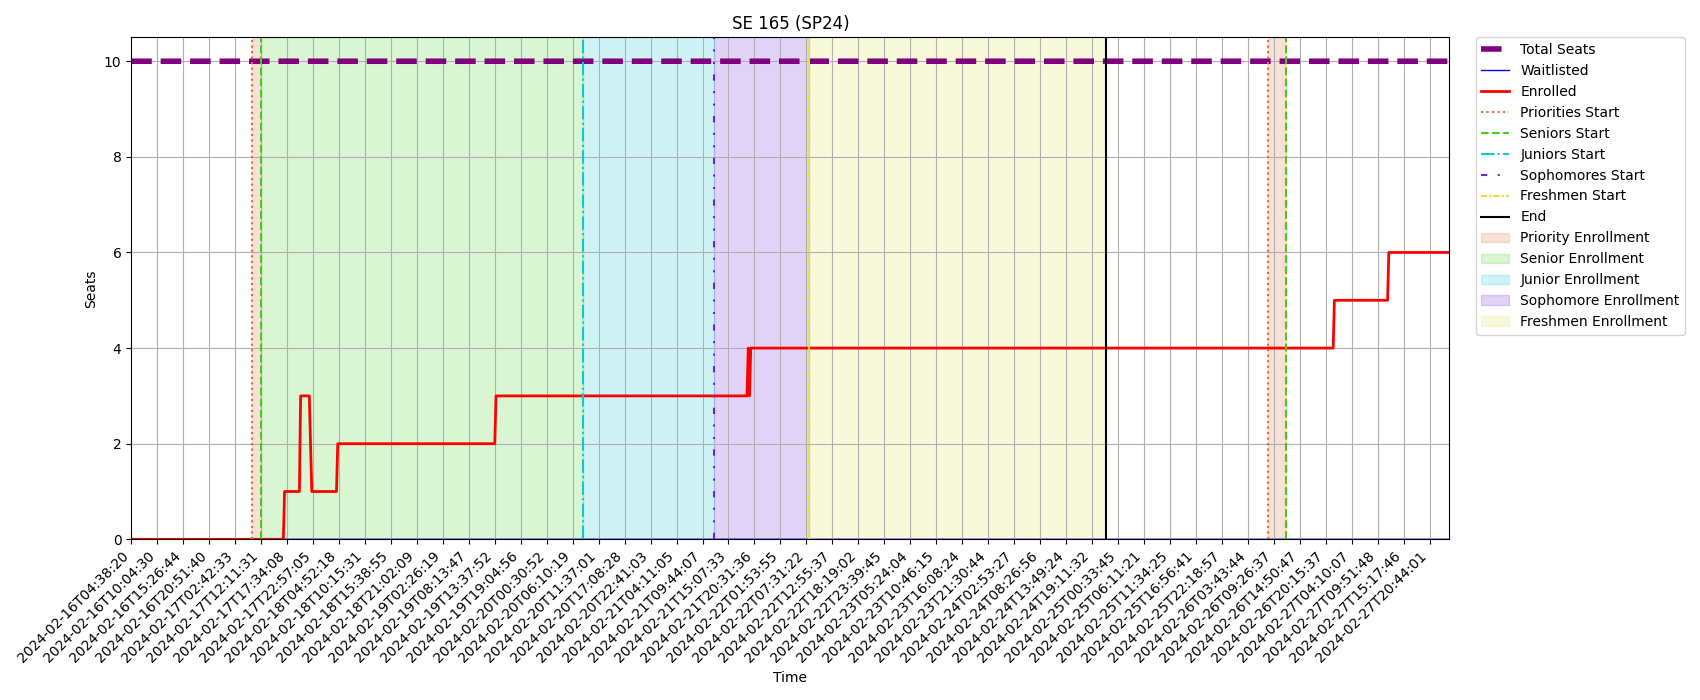 SE 165 (SP24)
10
8
6
4
2
0
Seats
2024-02-16T04:38:20
2024-02-16T10:04:30
2024-02-16T15:26:44
2024-02-16T20:51:40
2024-02-17T02:42:33
2024-02-17T12:11:31
2024-02-17T17:34:08
2024-02-17T22:57:05
2024-02-18T04:52:18
2024-02-18T10:15:31
2024-02-18T15:38:55
2024-02-18T21:02:09
2024-02-19T02:26:19
2024-02-19T08:13:47
2024-02-19T13:37:52
2024-02-19T19:04:56
2024-02-20T00:30:52
2024-02-20T06:10:19
2024-02-20T11:37:01
2024-02-20T17:08:28
2024-02-20T22:41:03
2024-02-21T04:11:05
2024-02-21T09:44:07
2024-02-21T15:07:33
2024-02-21T20:31:36
2024-02-22T01:53:55
2024-02-22T07:31:22
2024-02-22T12:55:37
2024-02-22T18:19:02
2024-02-22T23:39:45
2024-02-23T05:24:04
2024-02-23T10:46:15
2024-02-23T16:08:24
2024-02-23T21:30:44
2024-02-24T02:53:27
2024-02-24T08:26:56
2024-02-24T13:49:24
2024-02-24T19:11:32
2024-02-25T00:33:45
2024-02-25T06:11:21
2024-02-25T11:34:25
2024-02-25T16:56:41
2024-02-25T22:18:57
2024-02-26T03:43:44
2024-02-26T09:26:37
2024-02-26T14:50:47
2024-02-26T20:15:37
2024-02-27T04:10:07
2024-02-27T09:51:48
2024-02-27T15:17:46
2024-02-27T20:44:01
Time
Total Seats
Waitlisted
Enrolled
Priorities Start
Seniors Start
Juniors Start
Sophomores Start
Freshmen Start
End
Priority Enrollment
Senior Enrollment
Junior Enrollment
Sophomore Enrollment
Freshmen Enrollment